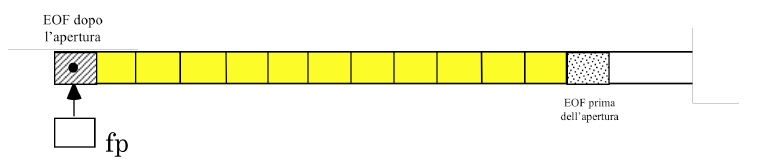 EOF dopo
l'apertura
EOF prima
dell'apertura
fp